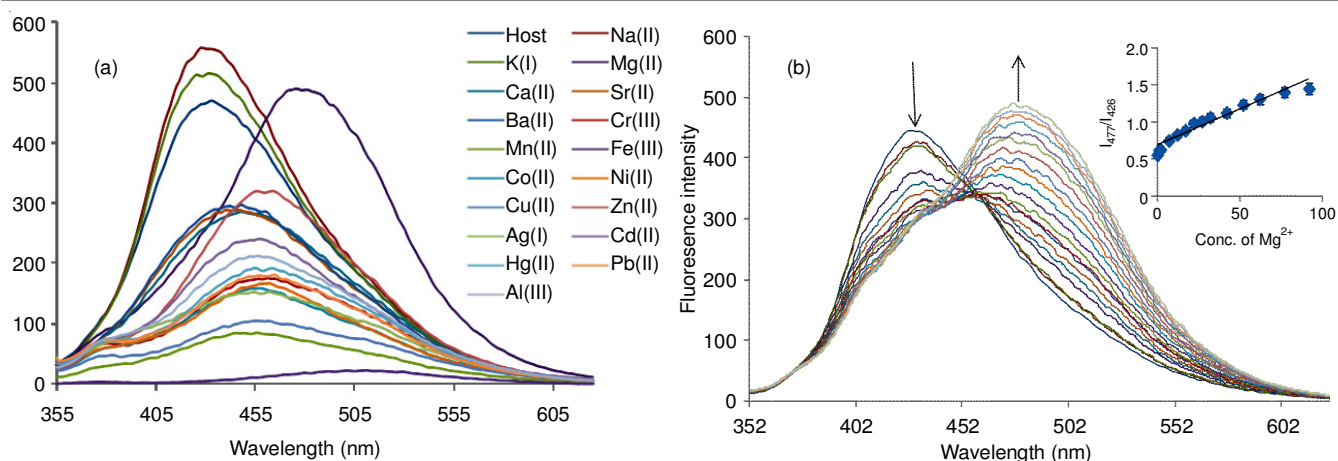 600
500
400
300
200
100
0
355
405
455
505
555
605
Wavelength (nm)
(a)
Host
Na(II)
K(I)
Mg(II)
Ca(II)
Sr(II)
Ba(II)
Cr(III)
Mn(II)
Fe(III)
Co(II)
Ni(II)
Cu(II)
Zn(II)
Ag(I)
Cd(II)
Hg(II)
Pb(II)
Al(III)
Fluoresence intensity
600
500
400
300
200
100
0
352
402
452
502
552
602
Wavelength (nm)
(b)
I477/I426
2.0
1.5
1.0
0.5
0
0
50
100
Conc. of Mg2+